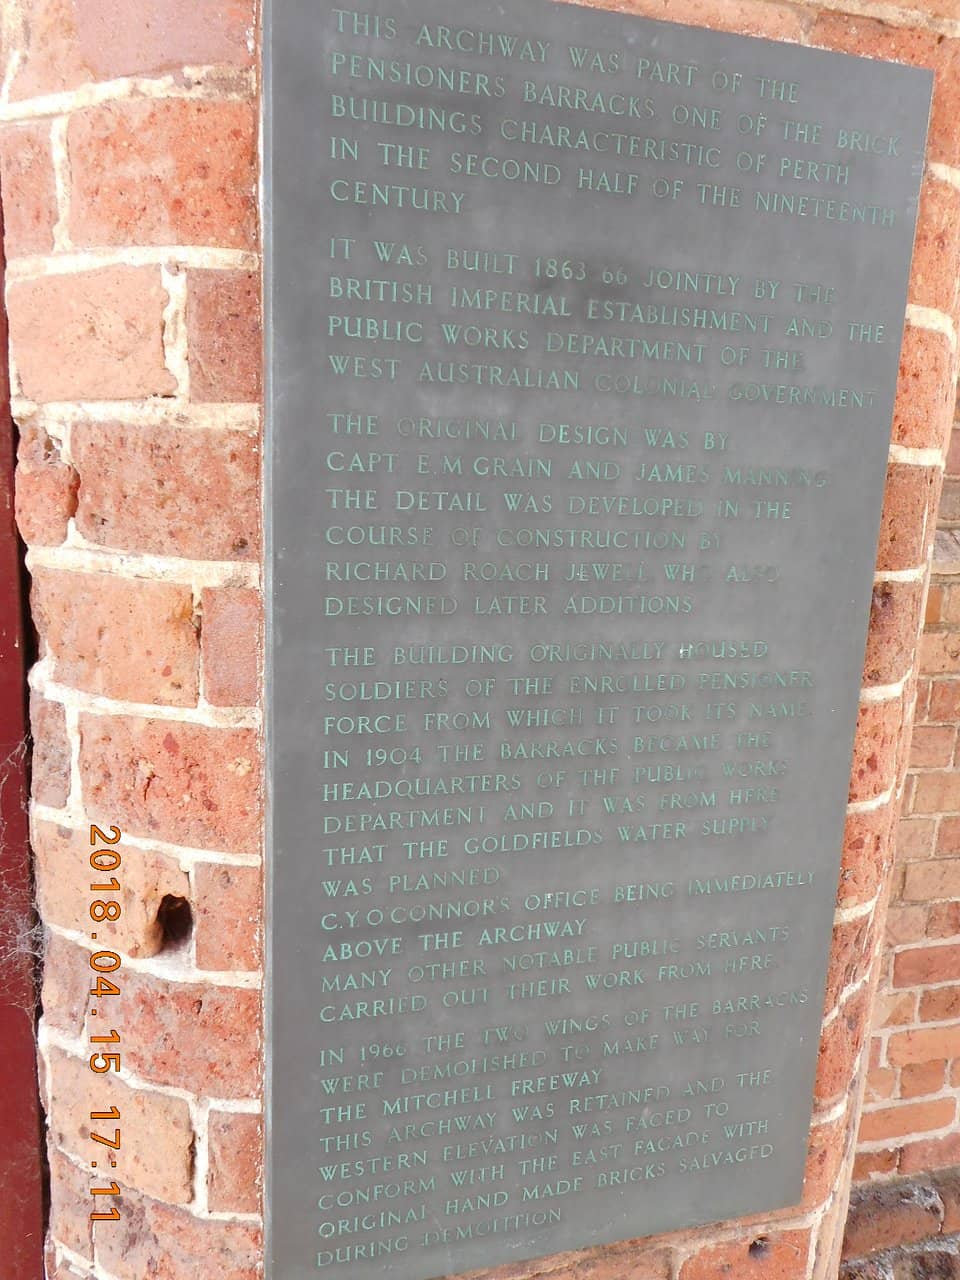 THIS ARCHWAY WAS PART OF THE
PENSIONERS BARRACKS ONE OF THE BRICK
BUILDINGS CHARACTERISTIC OF PERTH
IN THE SECOND HALF OF THE NINETEENTH
CENTURY
IT WAS BUILT 1863 66 JOINTLY BY THE
BRITISH IMPERIAL ESTABLISHMENT AND THE
PUBLIC WORKS DEPARTMENT OF THE
WEST AUSTRALIAN COLONIAL GOVERNMENT
THE ORIGINAL DESIGN WAS BY
CAPT E.M GRAIN AND JAMES MANNING
THE DETAIL WAS DEVELOPED IN THE
COURSE OF CONSTRUCTION BY
RICHARD ROACH JEWELL WHO ALSO
DESIGNED LATER ADDITIONS
THE BUILDING ORIGINALLY HOUSED
SOLDIERS OF THE ENROLLED PENSIONER
FORCE FROM WHICH IT TOOK ITS NAME.
IN 1904 THE BARRACKS BECAME THE
HEADQUARTERS OF THE PUBLIC WORKS
DEPARTMENT AND IT WAS FROM HERE
THAT THE GOLDFIELDS WATER SUPPLY
WAS PLANNED
C.Y. O'CONNOR'S OFFICE BEING IMMEDIATELY
ABOVE THE ARCHWAY
MANY OTHER NOTABLE PUBLIC SERVANTS
CARRIED OUT THEIR WORK FROM HERE.
IN 1966 THE TWO WINGS OF THE BARRACKS
WERE DEMOLISHED TO MAKE WAY FOR
THE MITCHELL FREEWAY
THIS ARCHWAY WAS RETAINED AND THE
WESTERN ELEVATION WAS FACED TO
CONFORM WITH THE EAST FACADE WITH
ORIGINAL HAND MADE BRICKS SALVAGED
DURING DEMOLITION
2018.04.15 17:11